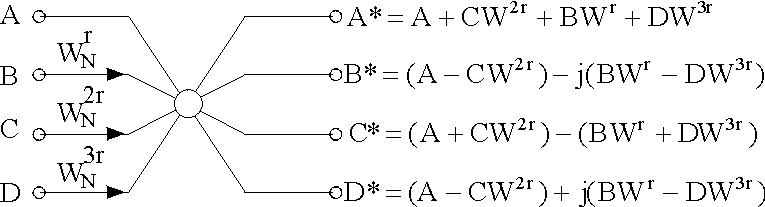 A A* = A + CW^2r + BW^r + DW^3r
W_N^r
B B* = (A – CW^2r) – j(BW^r – DW^3r)
W_N^2r
C C* = (A + CW^2r) – (BW^r + DW^3r)
W_N^3r
D D* = (A – CW^2r) + j(BW^r – DW^3r)